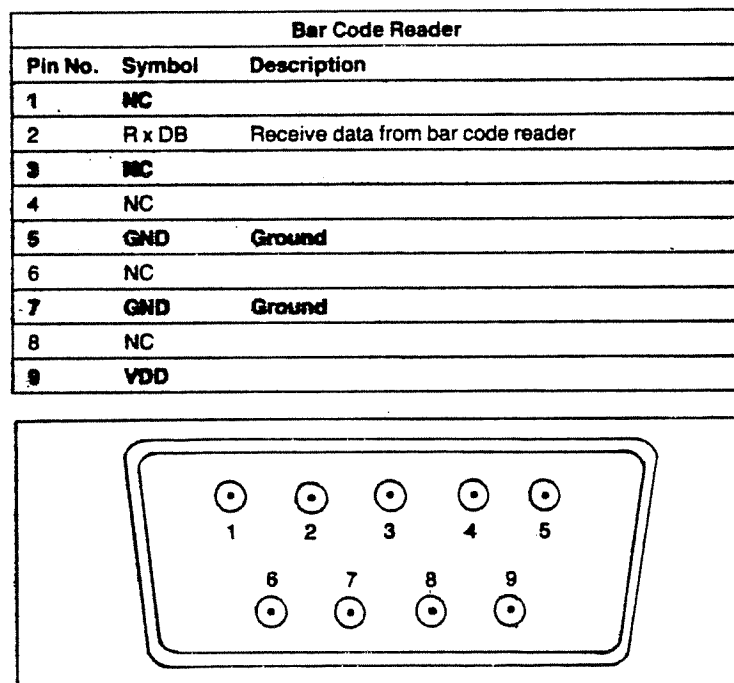 Bar Code Reader
Pin No. Symbol Description
1 NC
2 R x DB Receive data from bar code reader
3 NC
4 NC
5 GND Ground
6 NC
7 GND Ground
8 NC
9 VDD
1 2 3 4 5
6 7 8 9